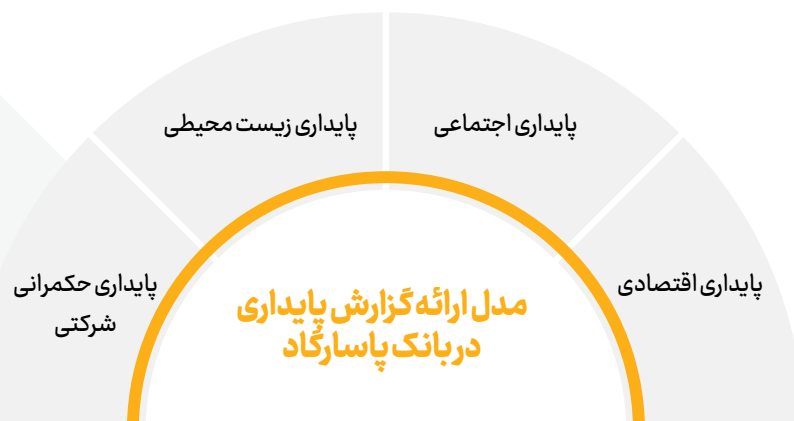 پایداری اجتماعی
پایداری زیست محیطی
پایداری اقتصادی
پایداری حکمرانی
شرکتی
مدل ارائه گزارش پایداری
در بانک پاسارگاد